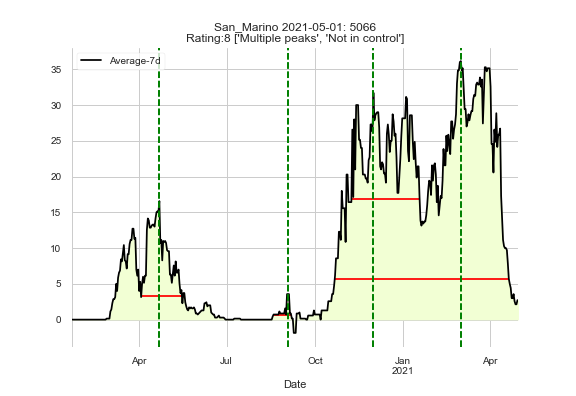 San_Marino 2021-05-01: 5066
Rating:8 ['Multiple peaks', 'Not in control']
Average-7d
35
30
25
20
15
10
5
0
Apr
Jul
Oct
Jan
2021
Apr
Date